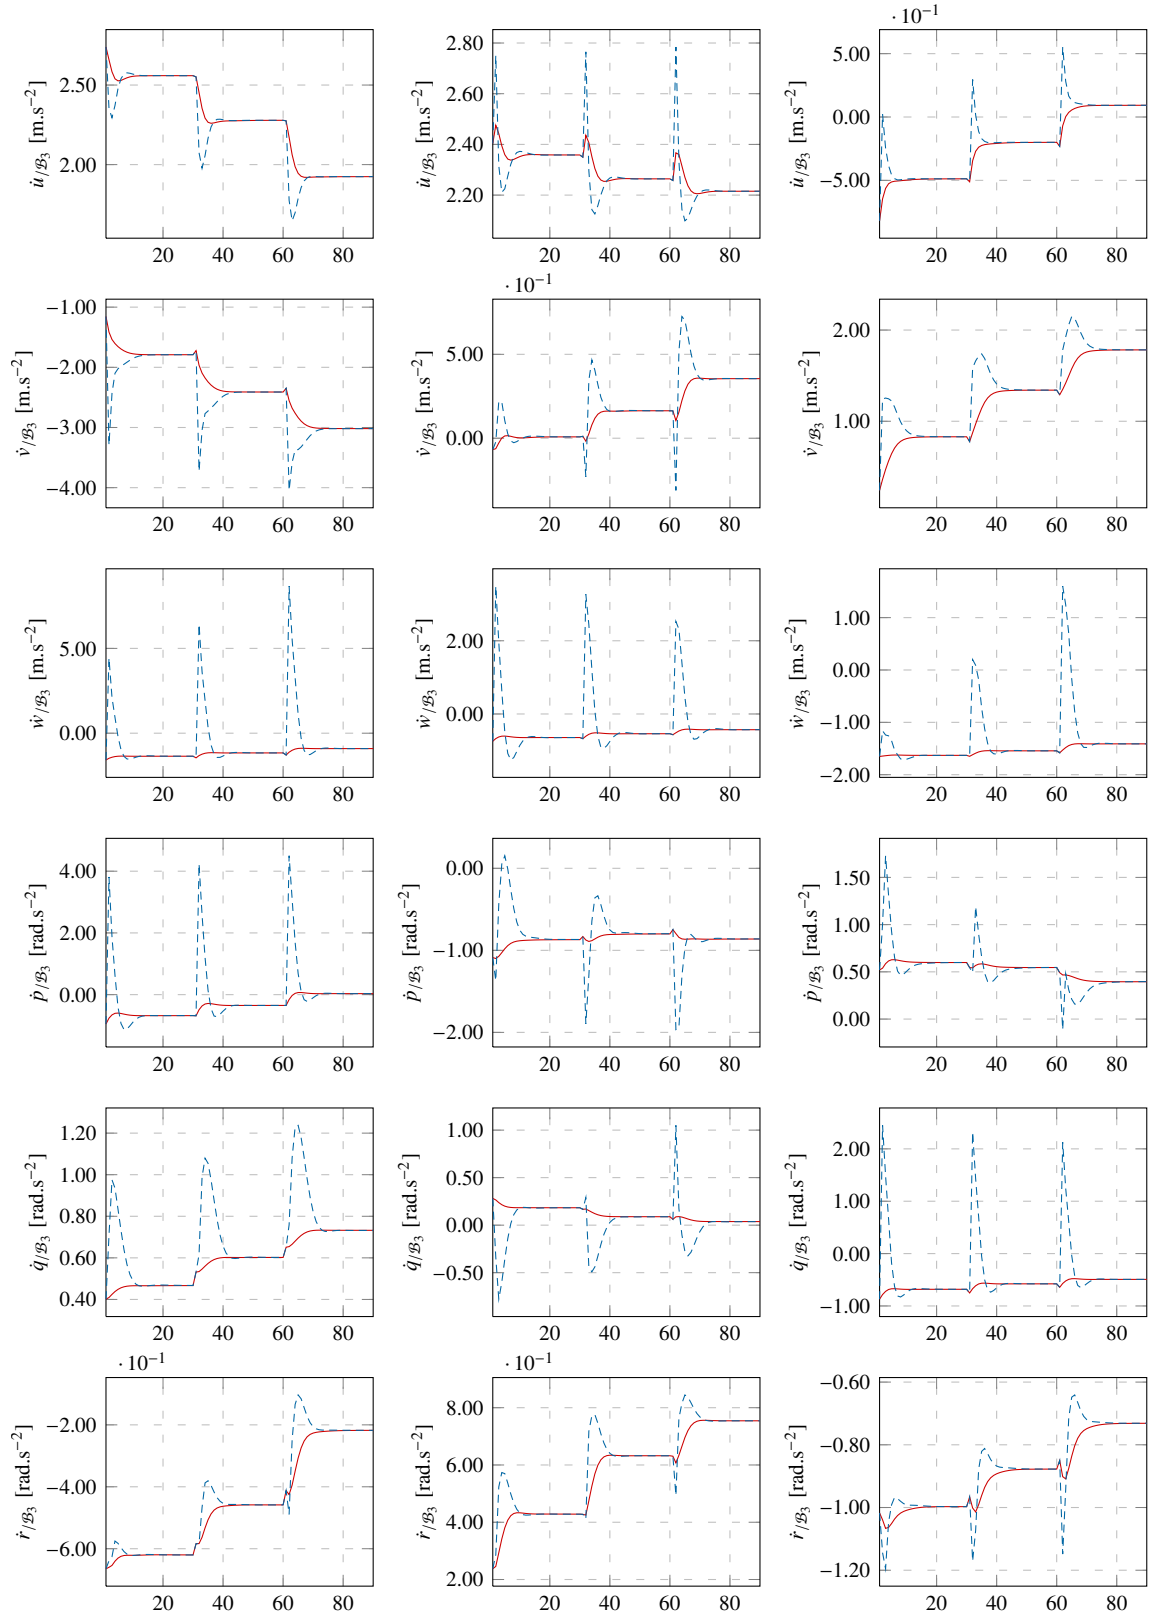 · 10⁻¹
2.50
2.00
u̇/ℬ₃ [m.s⁻²]
20 40 60 80
2.80
2.60
2.40
2.20
u̇/ℬ₃ [m.s⁻²]
20 40 60 80
5.00
0.00
−5.00
u̇/ℬ₃ [m.s⁻²]
20 40 60 80
−1.00
−2.00
−3.00
−4.00
v̇/ℬ₃ [m.s⁻²]
20 40 60 80
· 10⁻¹
5.00
0.00
v̇/ℬ₃ [m.s⁻²]
20 40 60 80
2.00
1.00
v̇/ℬ₃ [m.s⁻²]
20 40 60 80
5.00
0.00
ẇ/ℬ₃ [m.s⁻²]
20 40 60 80
2.00
0.00
ẇ/ℬ₃ [m.s⁻²]
20 40 60 80
1.00
0.00
−1.00
−2.00
ẇ/ℬ₃ [m.s⁻²]
20 40 60 80
4.00
2.00
0.00
ṗ/ℬ₃ [rad.s⁻²]
20 40 60 80
0.00
−1.00
−2.00
ṗ/ℬ₃ [rad.s⁻²]
20 40 60 80
1.50
1.00
0.50
0.00
ṗ/ℬ₃ [rad.s⁻²]
20 40 60 80
1.20
1.00
0.80
0.60
0.40
q̇/ℬ₃ [rad.s⁻²]
20 40 60 80
1.00
0.50
0.00
−0.50
q̇/ℬ₃ [rad.s⁻²]
20 40 60 80
2.00
1.00
0.00
−1.00
q̇/ℬ₃ [rad.s⁻²]
20 40 60 80
· 10⁻¹
−2.00
−4.00
−6.00
ṙ/ℬ₃ [rad.s⁻²]
20 40 60 80
· 10⁻¹
8.00
6.00
4.00
2.00
ṙ/ℬ₃ [rad.s⁻²]
20 40 60 80
−0.60
−0.80
−1.00
−1.20
ṙ/ℬ₃ [rad.s⁻²]
20 40 60 80